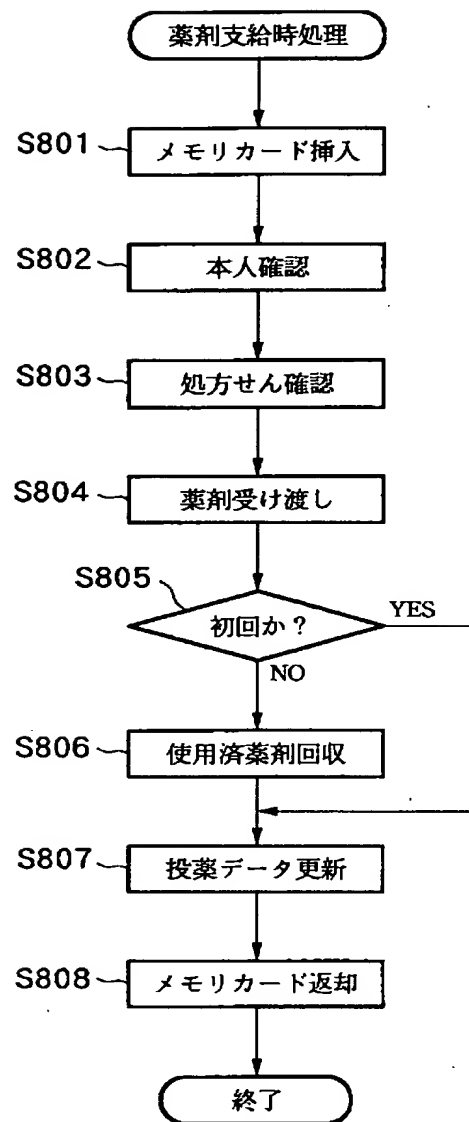 薬剤支給時処理
S801
メモリカード挿入
S802
本人確認
S803
処方せん確認
S804
薬剤受け渡し
S805
初回か?
YES
NO
S806
使用済薬剤回収
S807
投薬データ更新
S808
メモリカード返却
終了